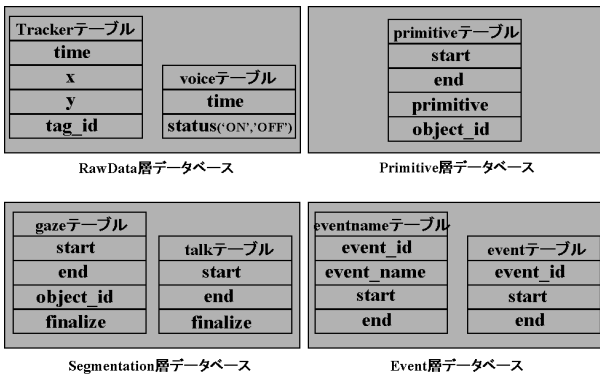 Trackerテーブル
time
x
y
tag_id
voiceテーブル
time
status('ON','OFF')
RawData層データベース
primitiveテーブル
start
end
primitive
object_id
Primitive層データベース
gazeテーブル
start
end
object_id
finalize
talkテーブル
start
end
finalize
Segmentation層データベース
eventnameテーブル
event_id
event_name
start
end
eventテーブル
event_id
start
end
Event層データベース